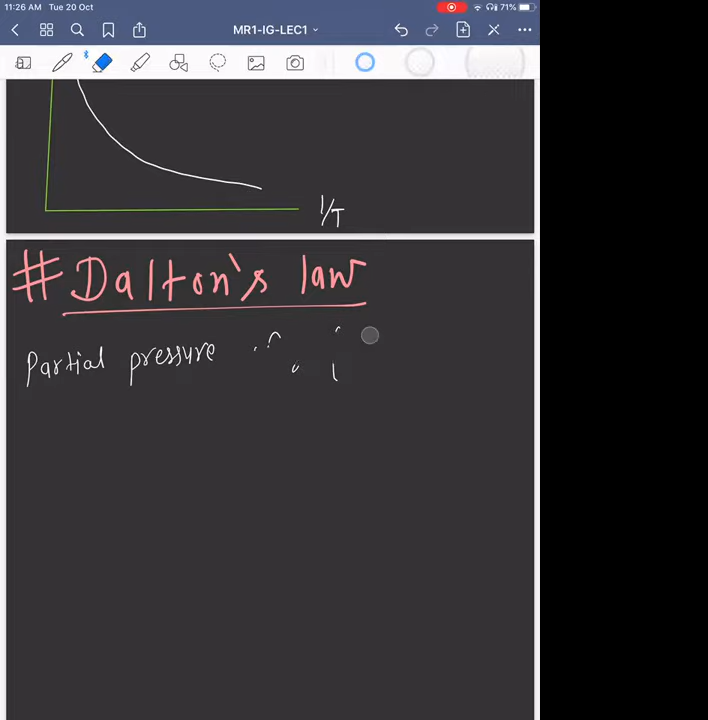 11:26 AM Tue 20 Oct
71%
MR1-IG-LEC1
1/T
# Dalton's law
Partial pressure